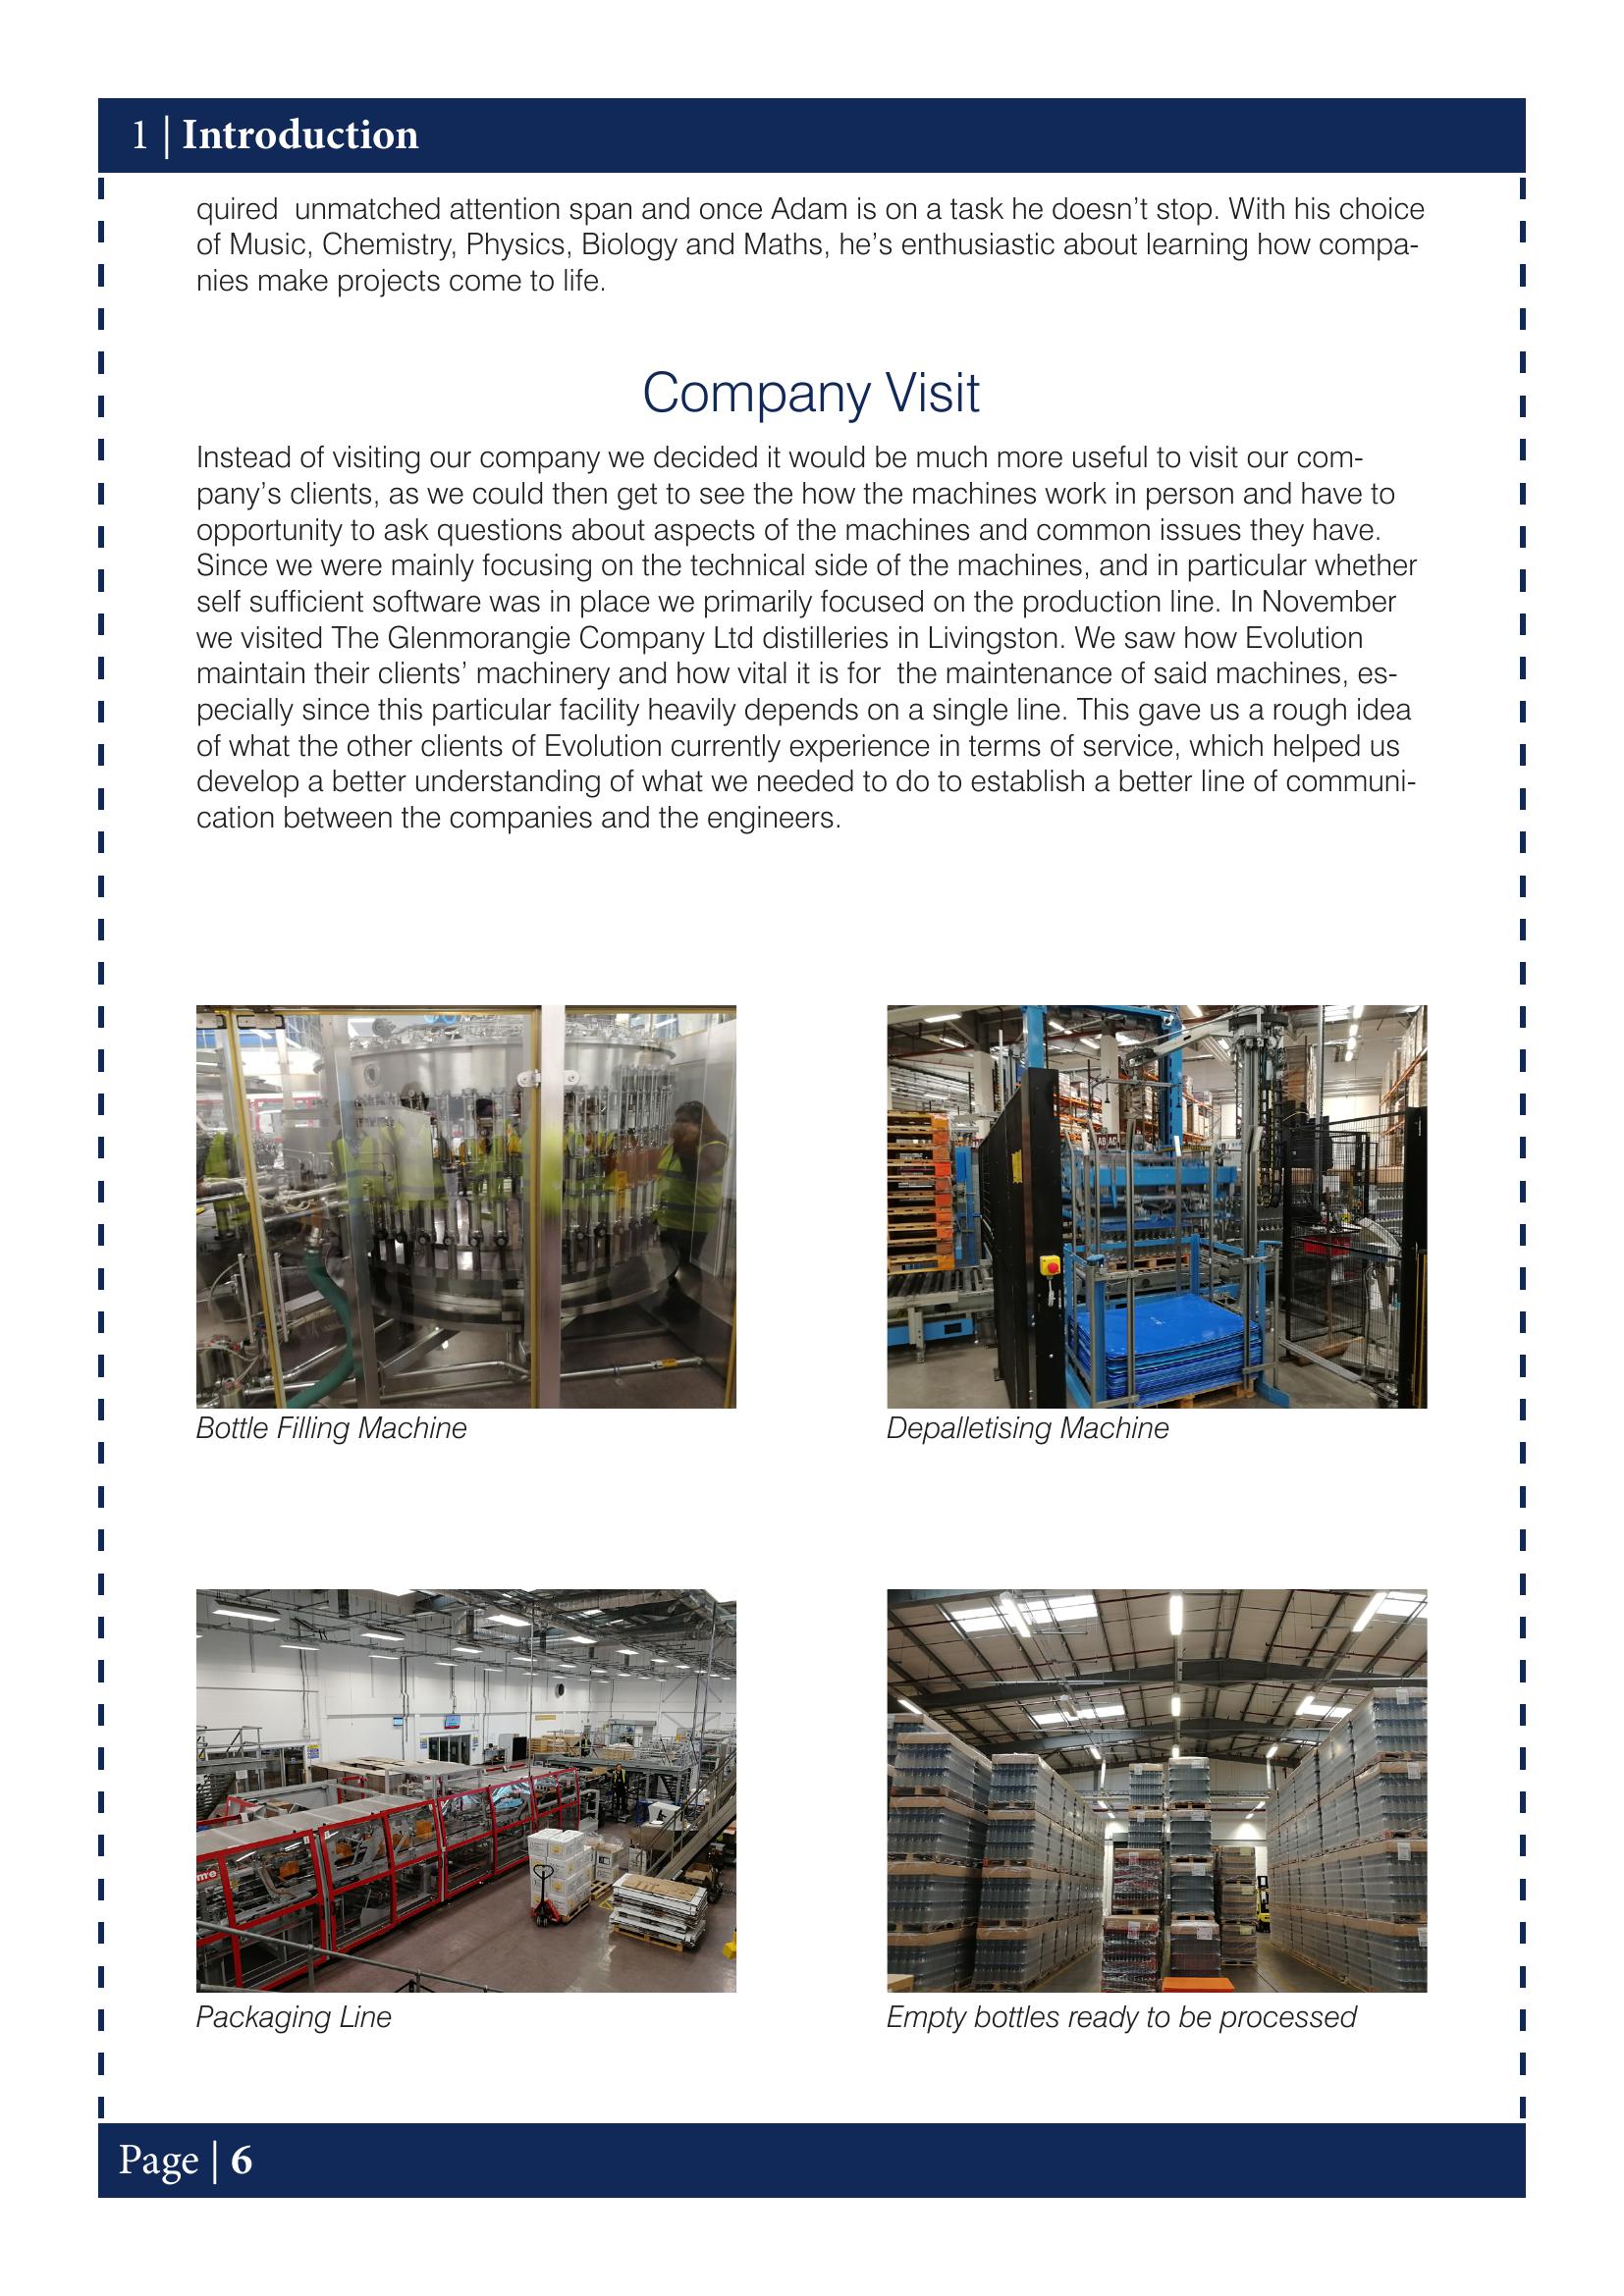 1 | Introduction
quired  unmatched attention span and once Adam is on a task he doesn’t stop. With his choice
of Music, Chemistry, Physics, Biology and Maths, he’s enthusiastic about learning how compa-
nies make projects come to life.
Company Visit
Instead of visiting our company we decided it would be much more useful to visit our com-
pany’s clients, as we could then get to see the how the machines work in person and have to
opportunity to ask questions about aspects of the machines and common issues they have.
Since we were mainly focusing on the technical side of the machines, and in particular whether
self sufficient software was in place we primarily focused on the production line. In November
we visited The Glenmorangie Company Ltd distilleries in Livingston. We saw how Evolution
maintain their clients’ machinery and how vital it is for  the maintenance of said machines, es-
pecially since this particular facility heavily depends on a single line. This gave us a rough idea
of what the other clients of Evolution currently experience in terms of service, which helped us
develop a better understanding of what we needed to do to establish a better line of communi-
cation between the companies and the engineers.
Bottle Filling Machine
Depalletising Machine
Packaging Line
Empty bottles ready to be processed
Page | 6